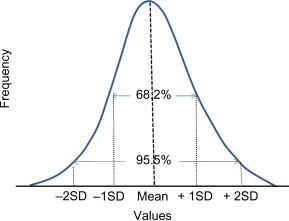 Frequency
68.2%
95.5%
–2SD –1SD Mean + 1SD + 2SD
Values